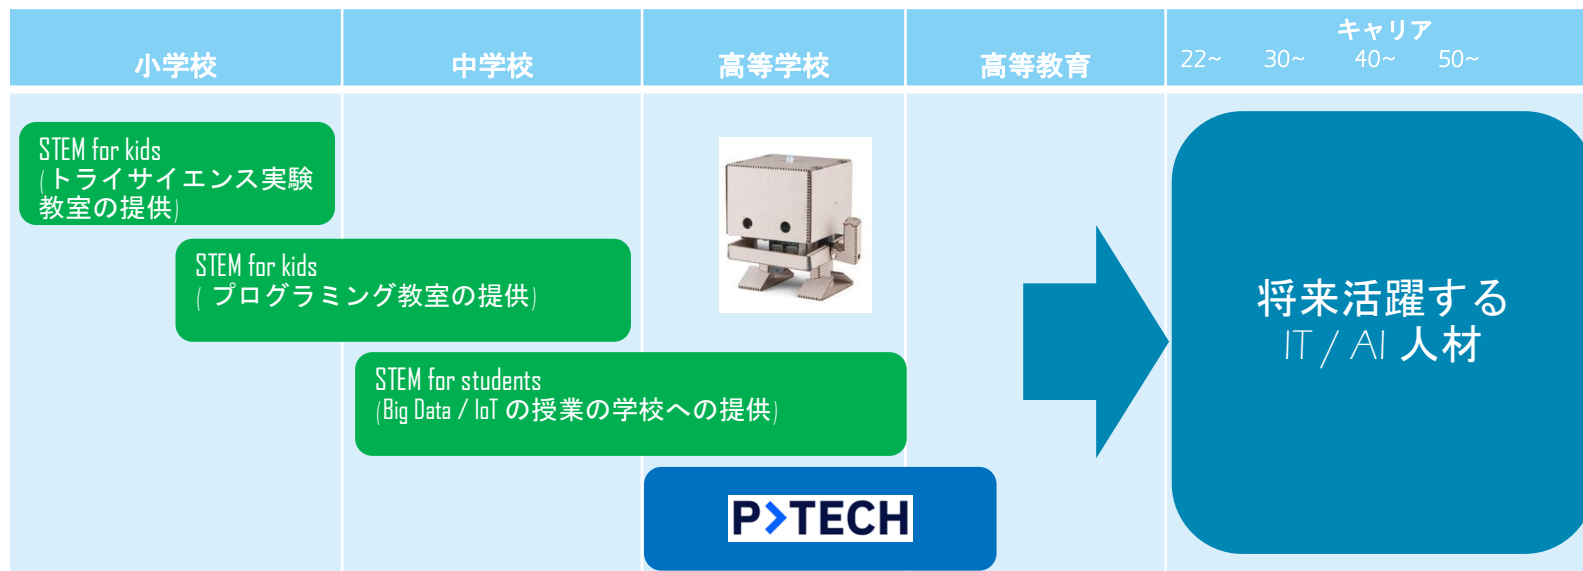 小学校
中学校
高等学校
高等教育
キャリア
22~ 30~ 40~ 50~
STEM for kids
(トライサイエンス実験
教室の提供)
STEM for kids
( プログラミング教室の提供)
STEM for students
(Big Data / IoT の授業の学校への提供)
P>TECH
将来活躍する
IT / AI 人材